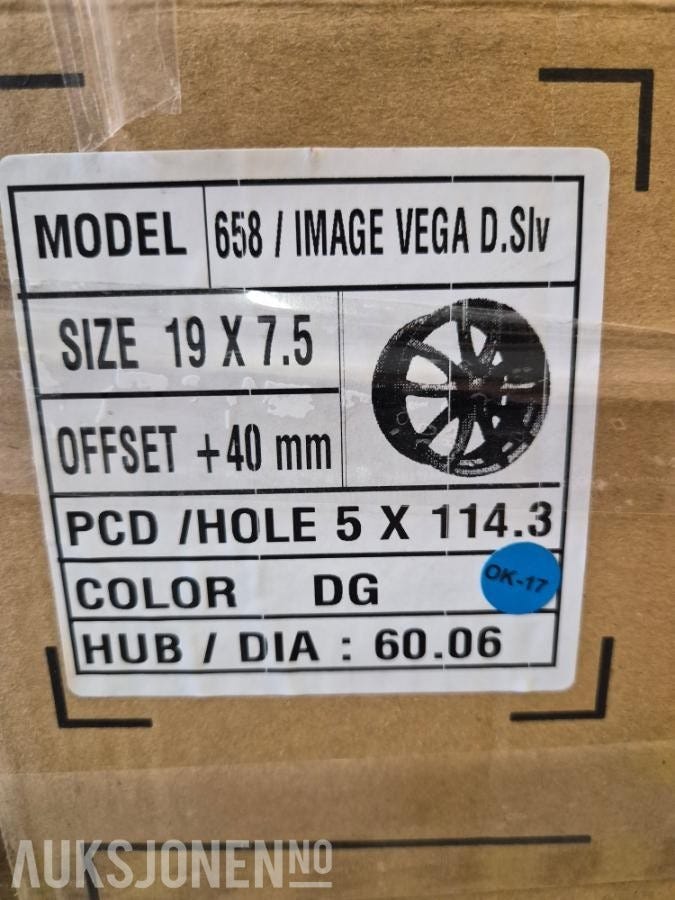 MODEL 658 / IMAGE VEGA D.Slv
SIZE 19 X 7.5
OFFSET +40 mm
PCD /HOLE 5 X 114.3
COLOR DG
OK-17
HUB / DIA : 60.06
AUKSJONEN NO